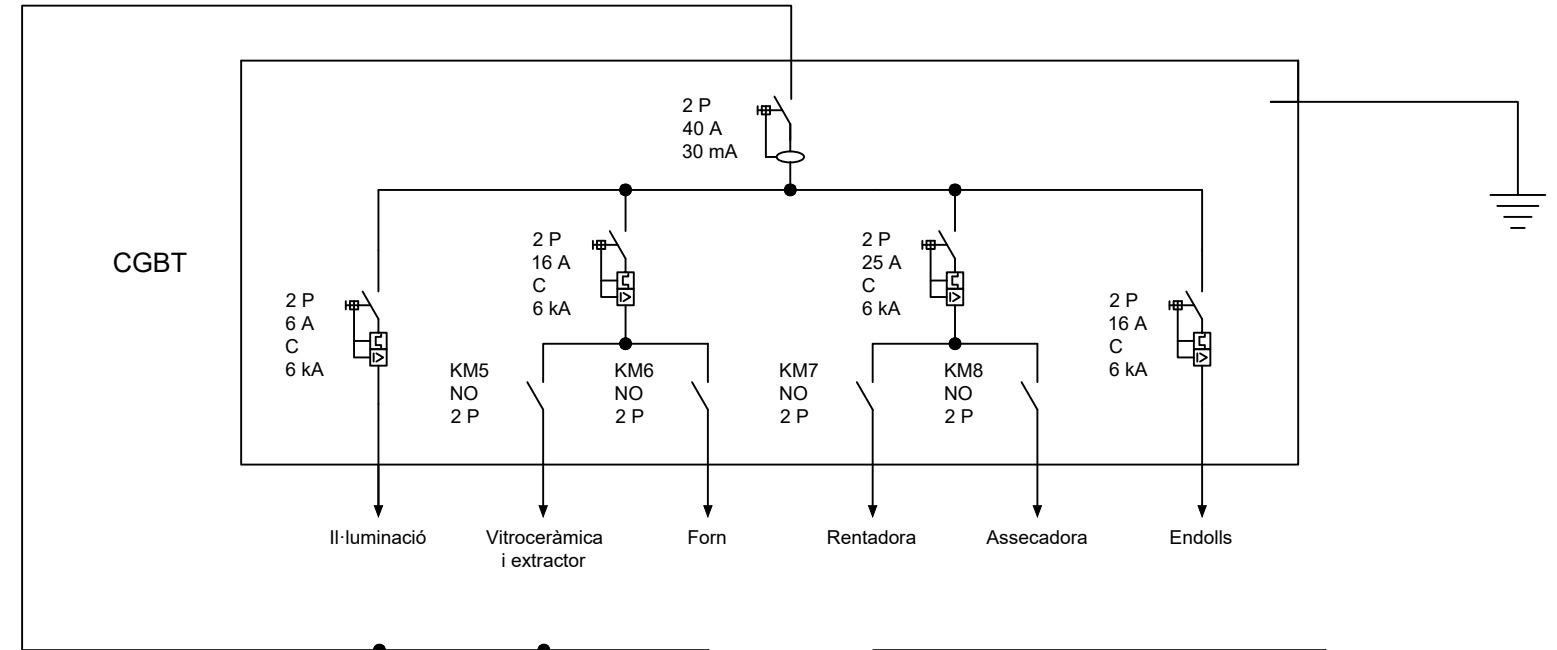 2 P
40 A
30 mA
CGBT
2 P
16 A
C
6 kA
2 P
25 A
C
6 kA
2 P
6 A
C
6 kA
2 P
16 A
C
6 kA
KM5
NO
2 P
KM6
NO
2 P
KM7
NO
2 P
KM8
NO
2 P
Il·luminació
Vitroceràmica
i extractor
Forn
Rentadora
Assecadora
Endolls